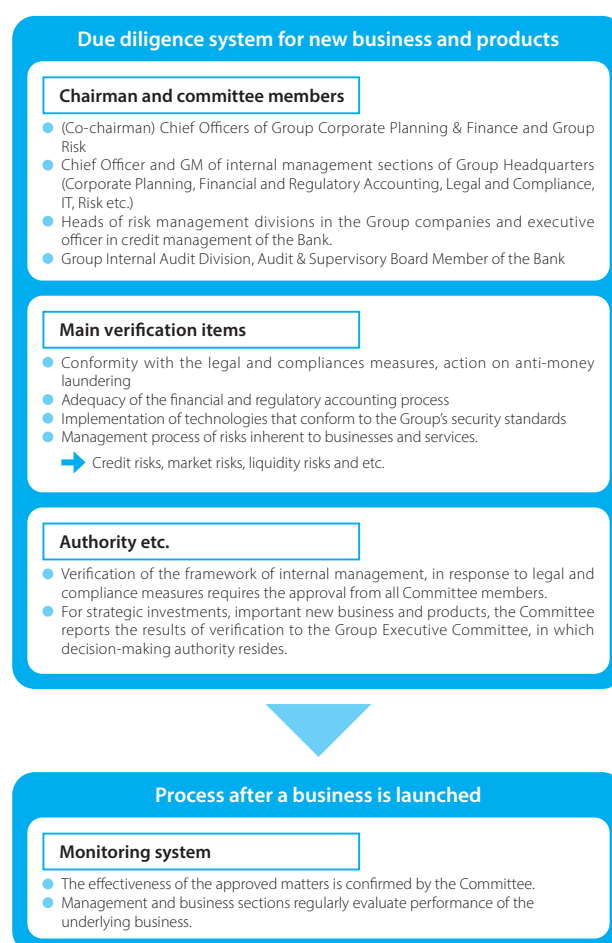 Due diligence system for new business and products
Chairman and committee members
(Co-chairman) Chief Officers of Group Corporate Planning & Finance and Group
Risk
Chief Officer and GM of internal management sections of Group Headquarters
(Corporate Planning, Financial and Regulatory Accounting, Legal and Compliance,
IT, Risk etc.)
Heads of risk management divisions in the Group companies and executive
officer in credit management of the Bank.
Group Internal Audit Division, Audit & Supervisory Board Member of the Bank
Main verification items
Conformity with the legal and compliances measures, action on anti-money
laundering
Adequacy of the financial and regulatory accounting process
Implementation of technologies that conform to the Group's security standards
Management process of risks inherent to businesses and services.
Credit risks, market risks, liquidity risks and etc.
Authority etc.
Verification of the framework of internal management, in response to legal and
compliance measures requires the approval from all Committee members.
For strategic investments, important new business and products, the Committee
reports the results of verification to the Group Executive Committee, in which
decision-making authority resides.
Process after a business is launched
Monitoring system
The effectiveness of the approved matters is confirmed by the Committee.
Management and business sections regularly evaluate performance of the
underlying business.